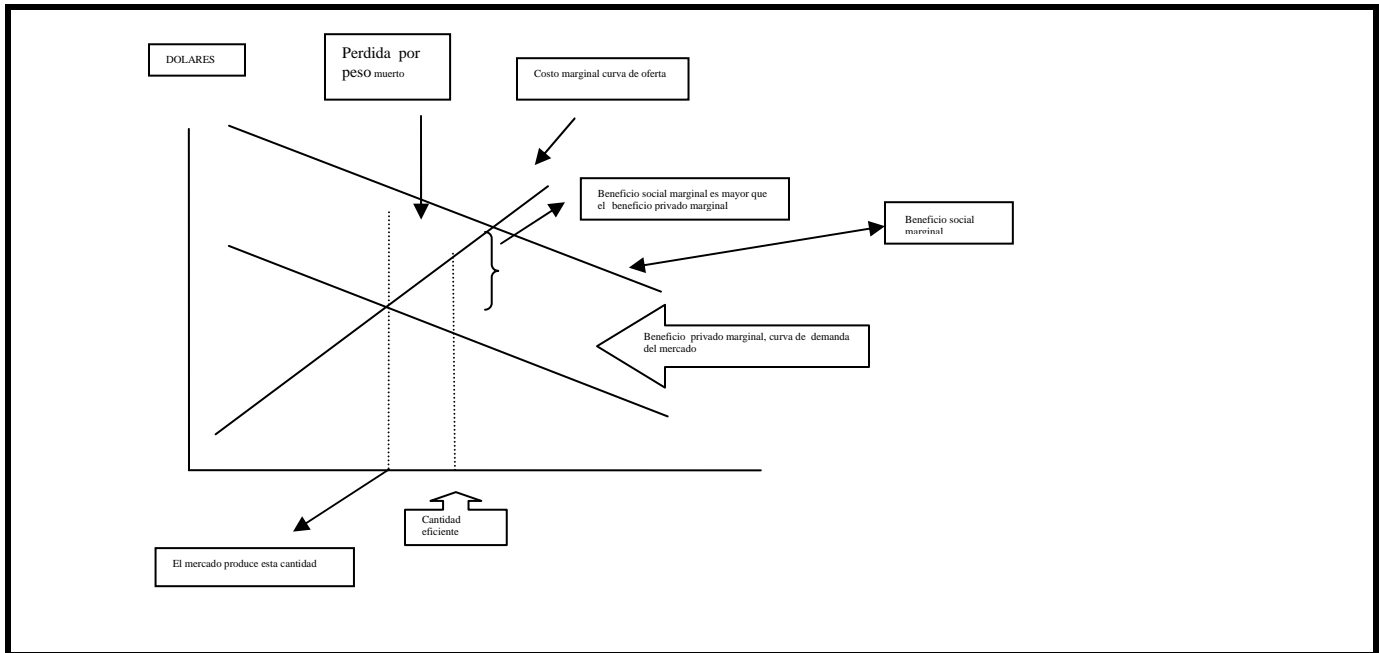 DOLARES
Perdida por
peso muerto
Costo marginal curva de oferta
Beneficio social marginal es mayor que
el beneficio privado marginal
Beneficio social
marginal
Beneficio privado marginal, curva de demanda
del mercado
Cantidad
eficiente
El mercado produce esta cantidad